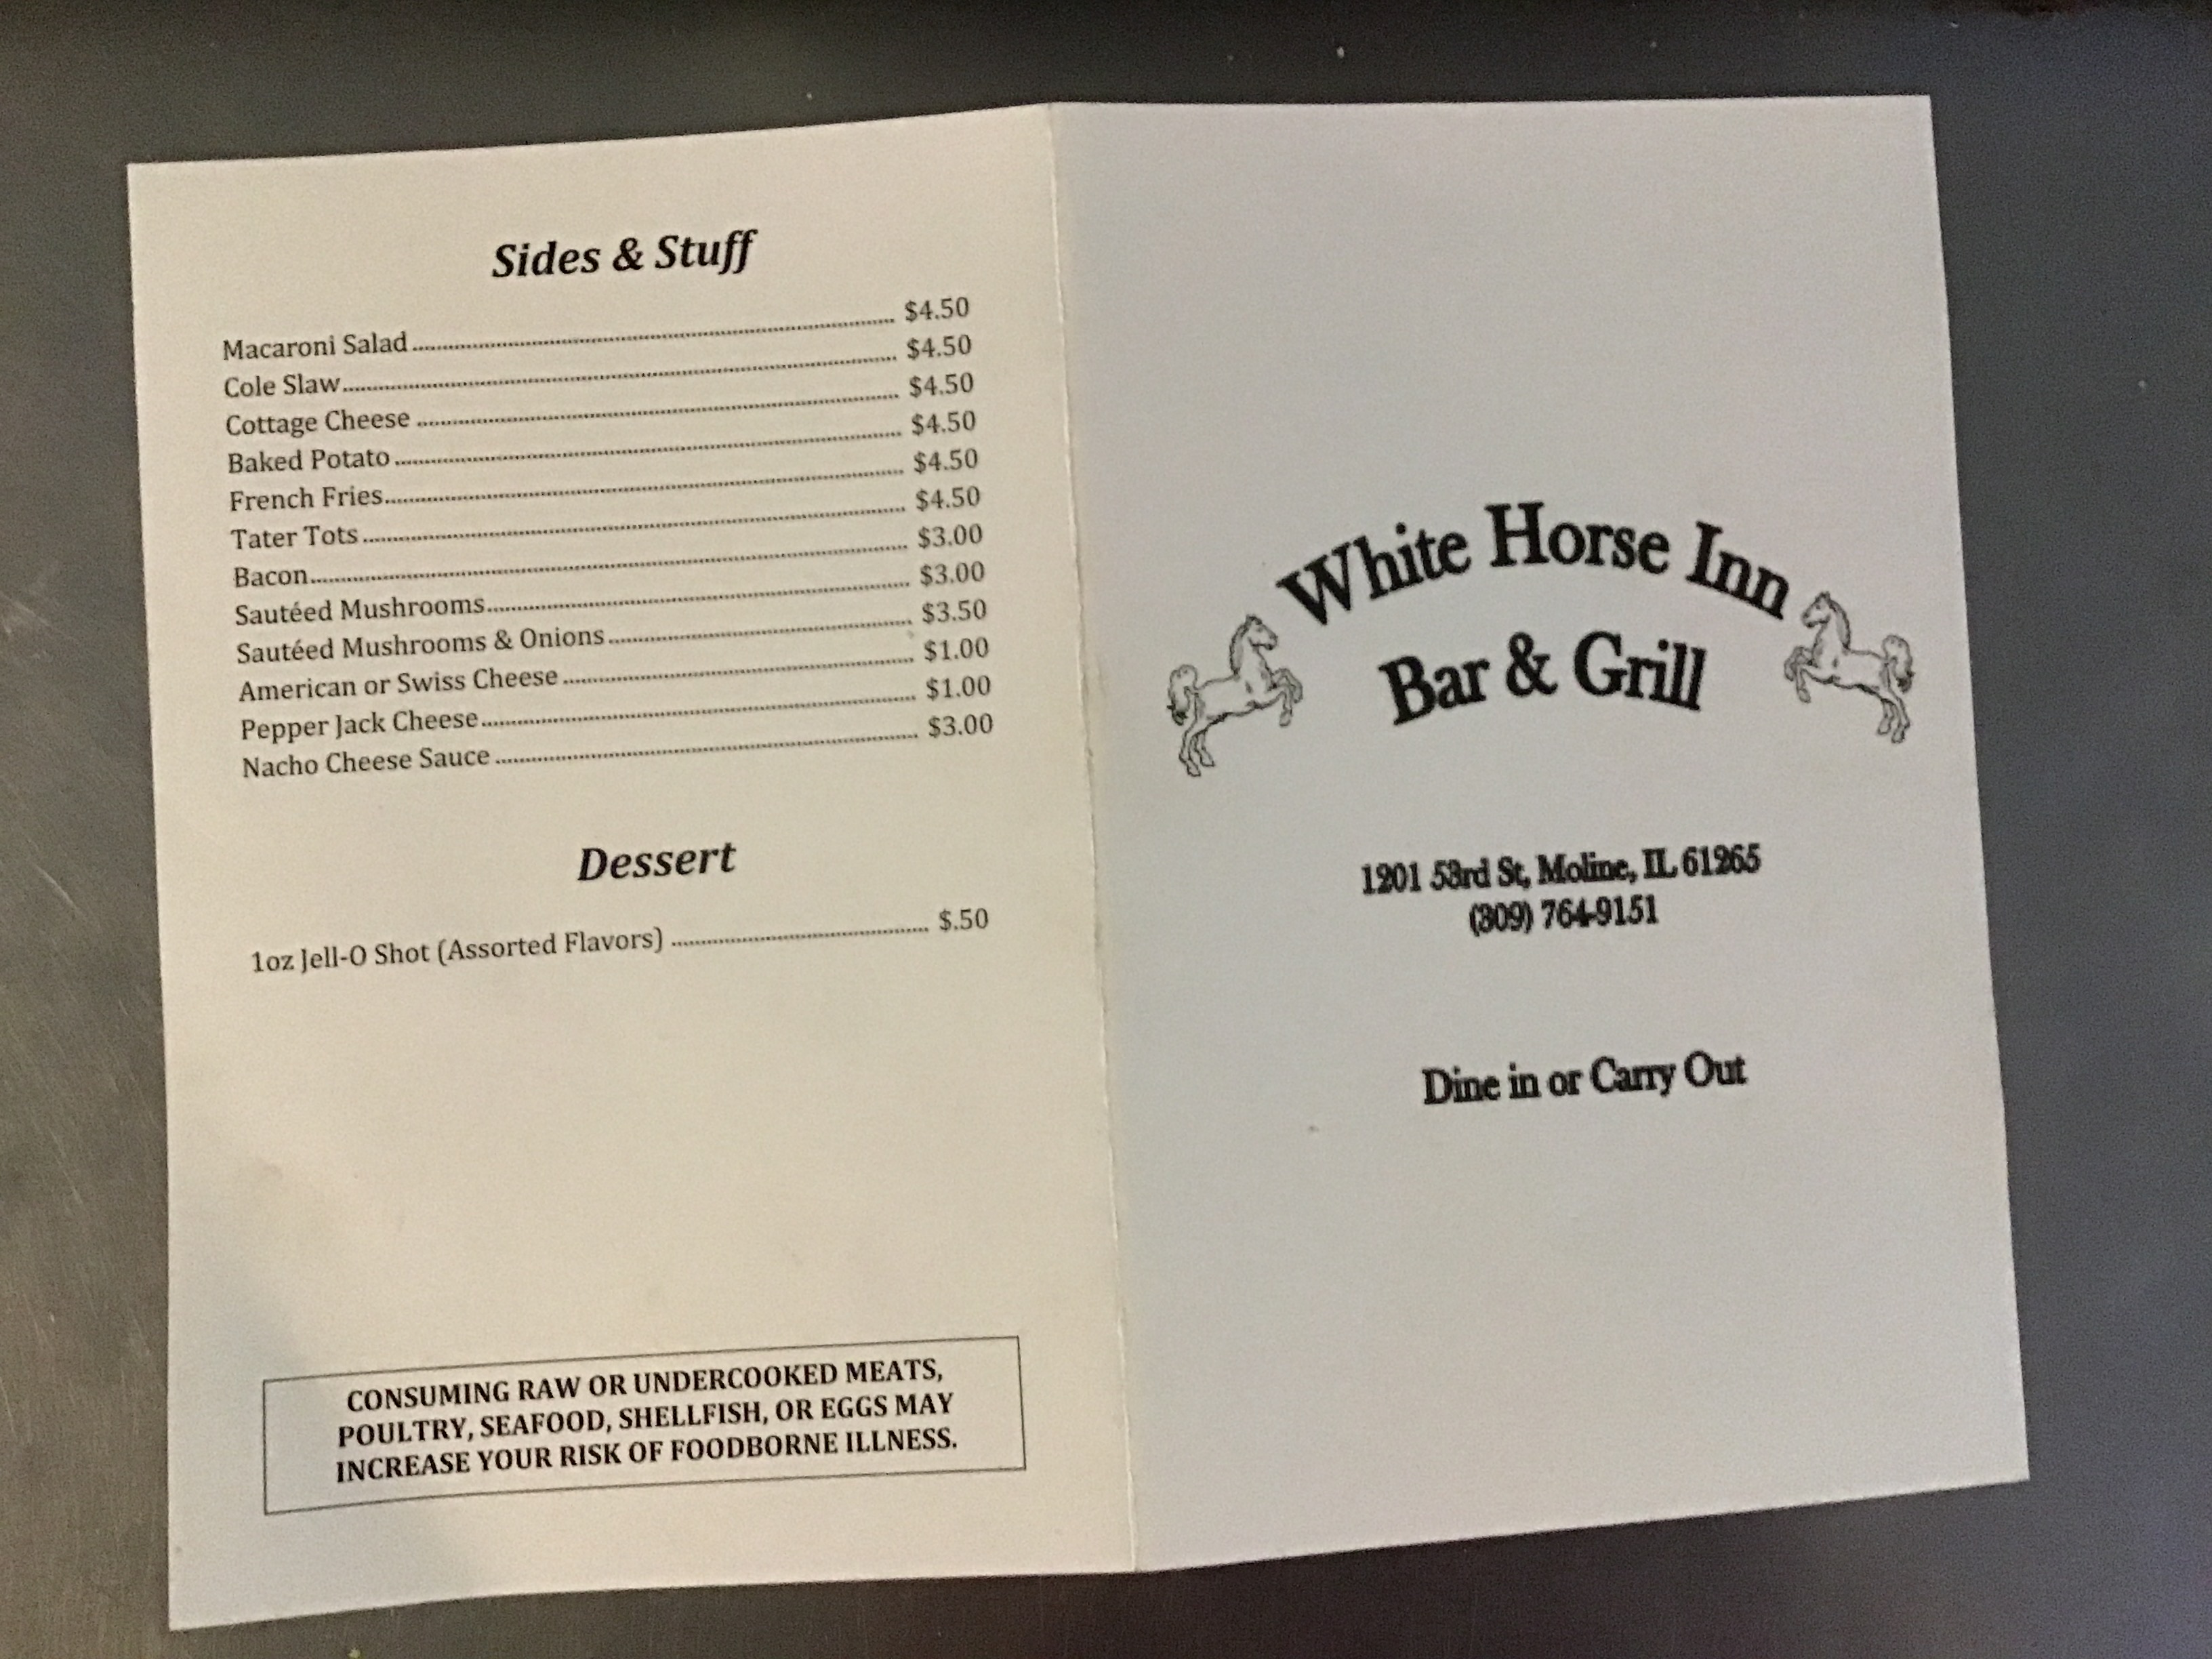 Sides & Stuff
Macaroni Salad ........ $4.50
Cole Slaw ........ $4.50
Cottage Cheese ........ $4.50
Baked Potato ........ $4.50
French Fries ........ $4.50
Tater Tots ........ $4.50
Bacon ........ $3.00
Sautéed Mushrooms ........ $3.00
Sautéed Mushrooms & Onions ........ $3.50
American or Swiss Cheese ........ $1.00
Pepper Jack Cheese ........ $1.00
Nacho Cheese Sauce ........ $3.00
Dessert
1oz Jell-O Shot (Assorted Flavors) ........ $.50
CONSUMING RAW OR UNDERCOOKED MEATS,
POULTRY, SEAFOOD, SHELLFISH, OR EGGS MAY
INCREASE YOUR RISK OF FOODBORNE ILLNESS.
White Horse Inn
Bar & Grill
1201 53rd St, Moline, IL 61265
(309) 764-9151
Dine in or Carry Out